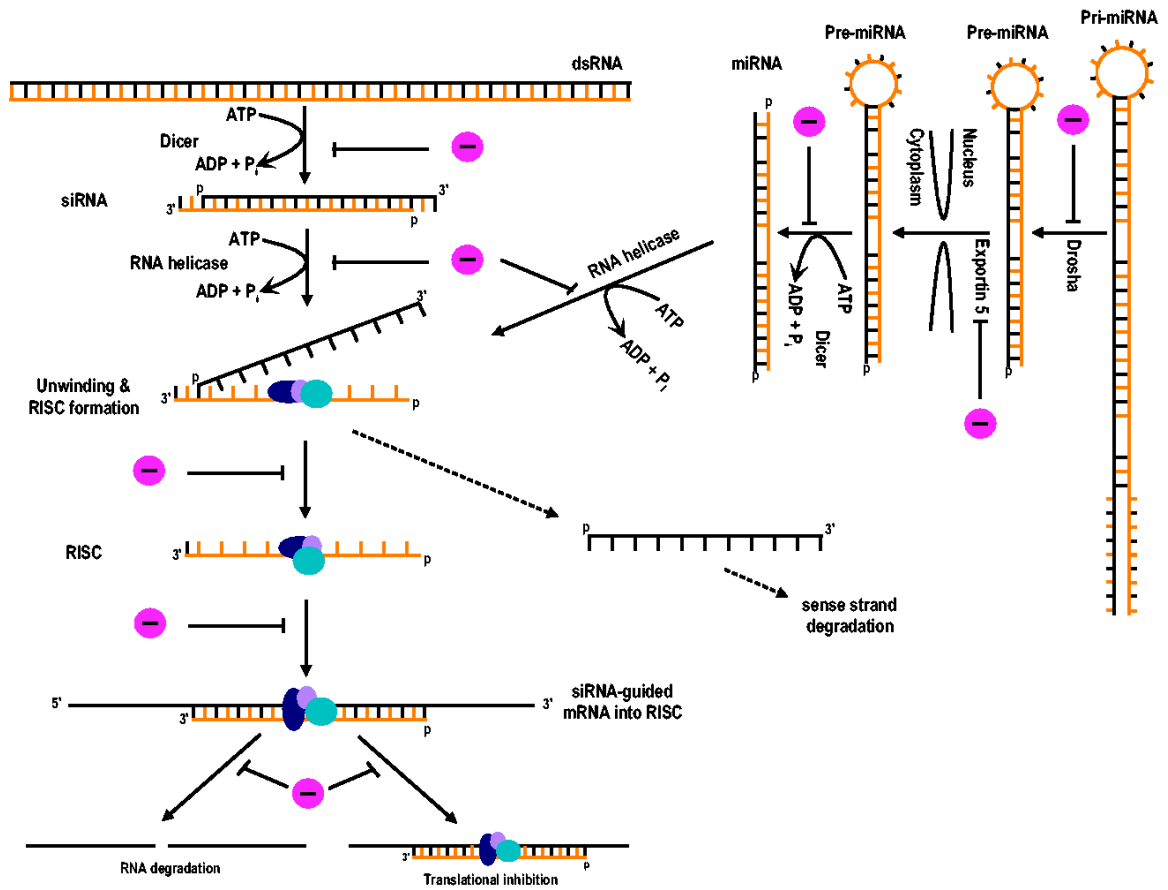 Pri-miRNA
Pre-miRNA
Pre-miRNA
miRNA
dsRNA
p
ATP
Dicer
ADP + Pi
−
−
−
Nucleus
Cytoplasm
siRNA
p
3'
3'
p
ATP
RNA helicase
ADP + Pi
−
RNA helicase
ATP
ADP + Pi
ATP
ADP + Pi
Dicer
Exportin 5
Drosha
3'
p
3'
p
Unwinding &
RISC formation
p
p
p
−
−
p
3'
RISC
3'
p
sense strand
degradation
−
5'
3'
siRNA-guided
mRNA into RISC
3'
p
−
RNA degradation
3'
p
Translational inhibition